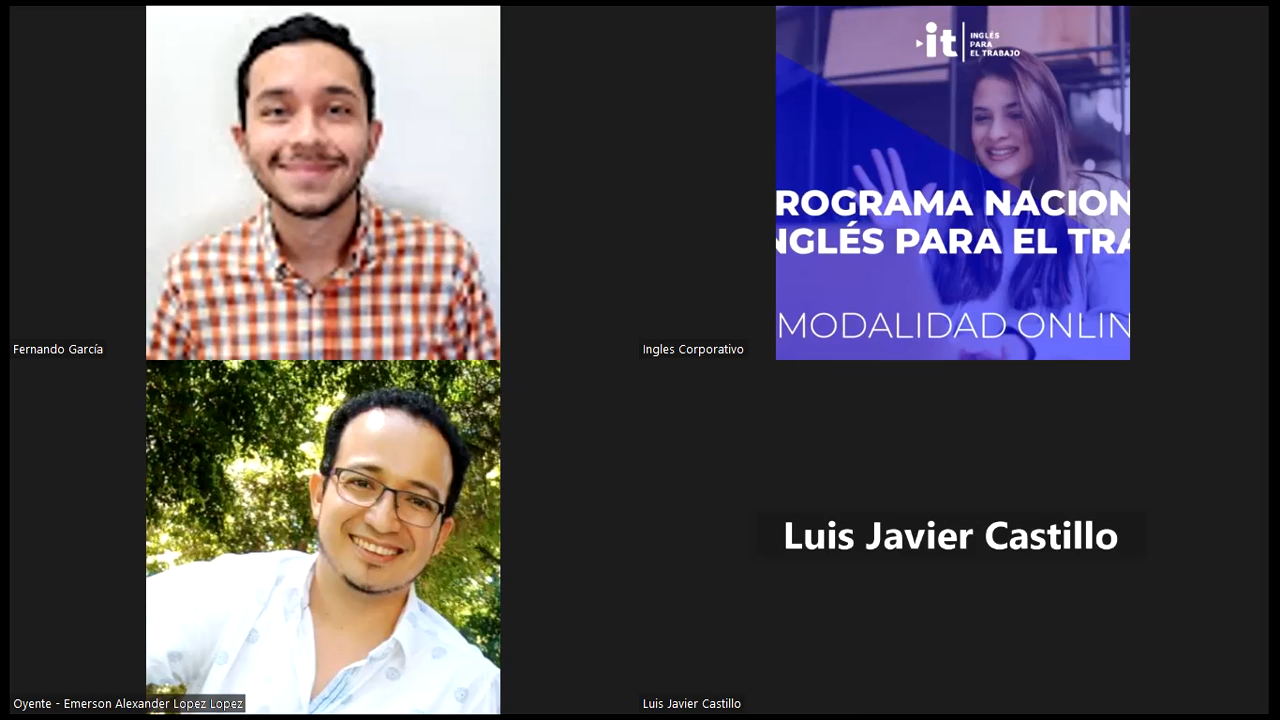 it
INGLÉS
PARA
EL TRABAJO
ROGRAMA NACION
NGLÉS PARA EL TRA
MODALIDAD ONLIN
Fernando García
Ingles Corporativo
Luis Javier Castillo
Oyente - Emerson Alexander Lopez Lopez
Luis Javier Castillo